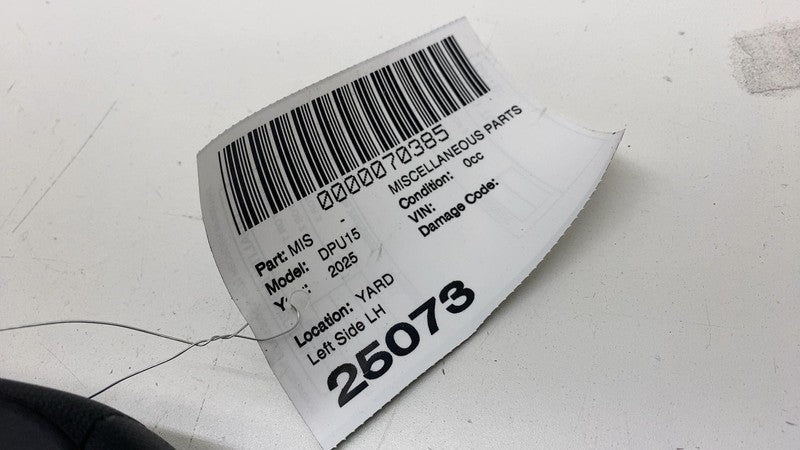 0000070385
Part: MIS - MISCELLANEOUS PARTS
Model: DPU15 Condition: 0cc
2025 VIN:
Damage Code:
Location: YARD
Left Side LH
25073